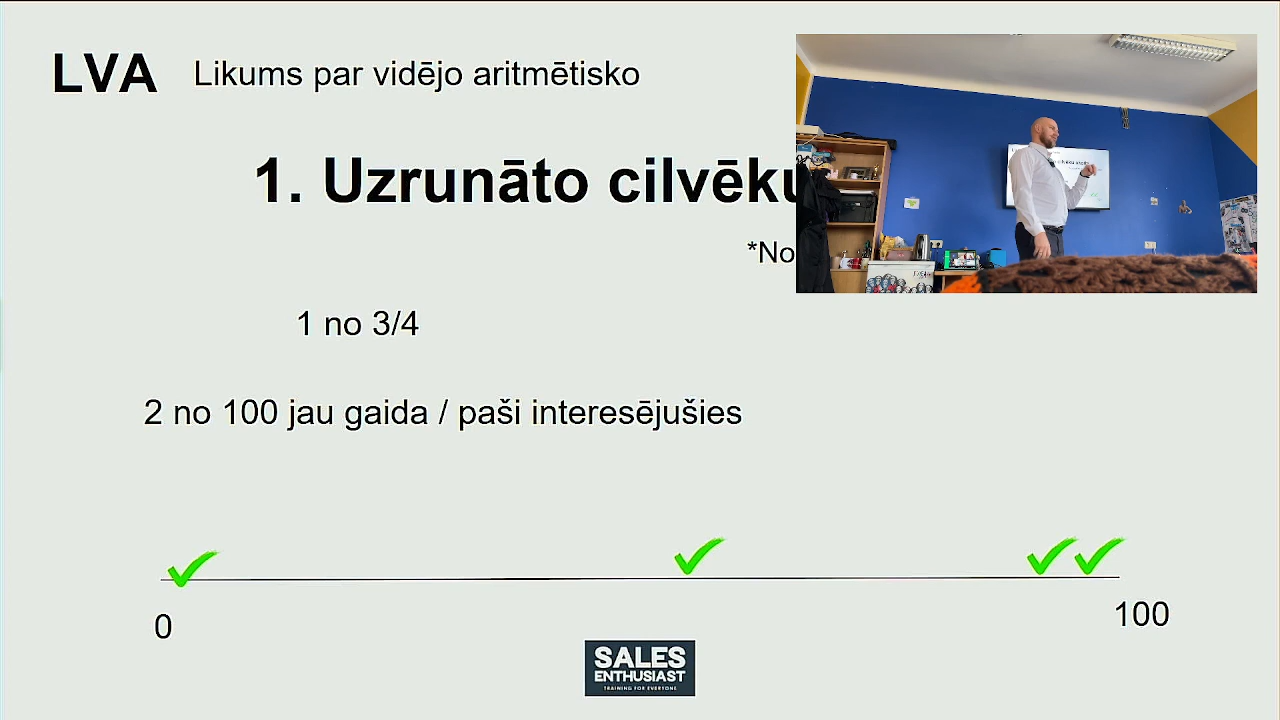 LVA Likums par vidējo aritmētisko
1. Uzrunāto cilvēku
*No
1 no 3/4
2 no 100 jau gaida / paši interesējušies
0
100
SALES
ENTHUSIAST
TRAINING FOR EVERYONE